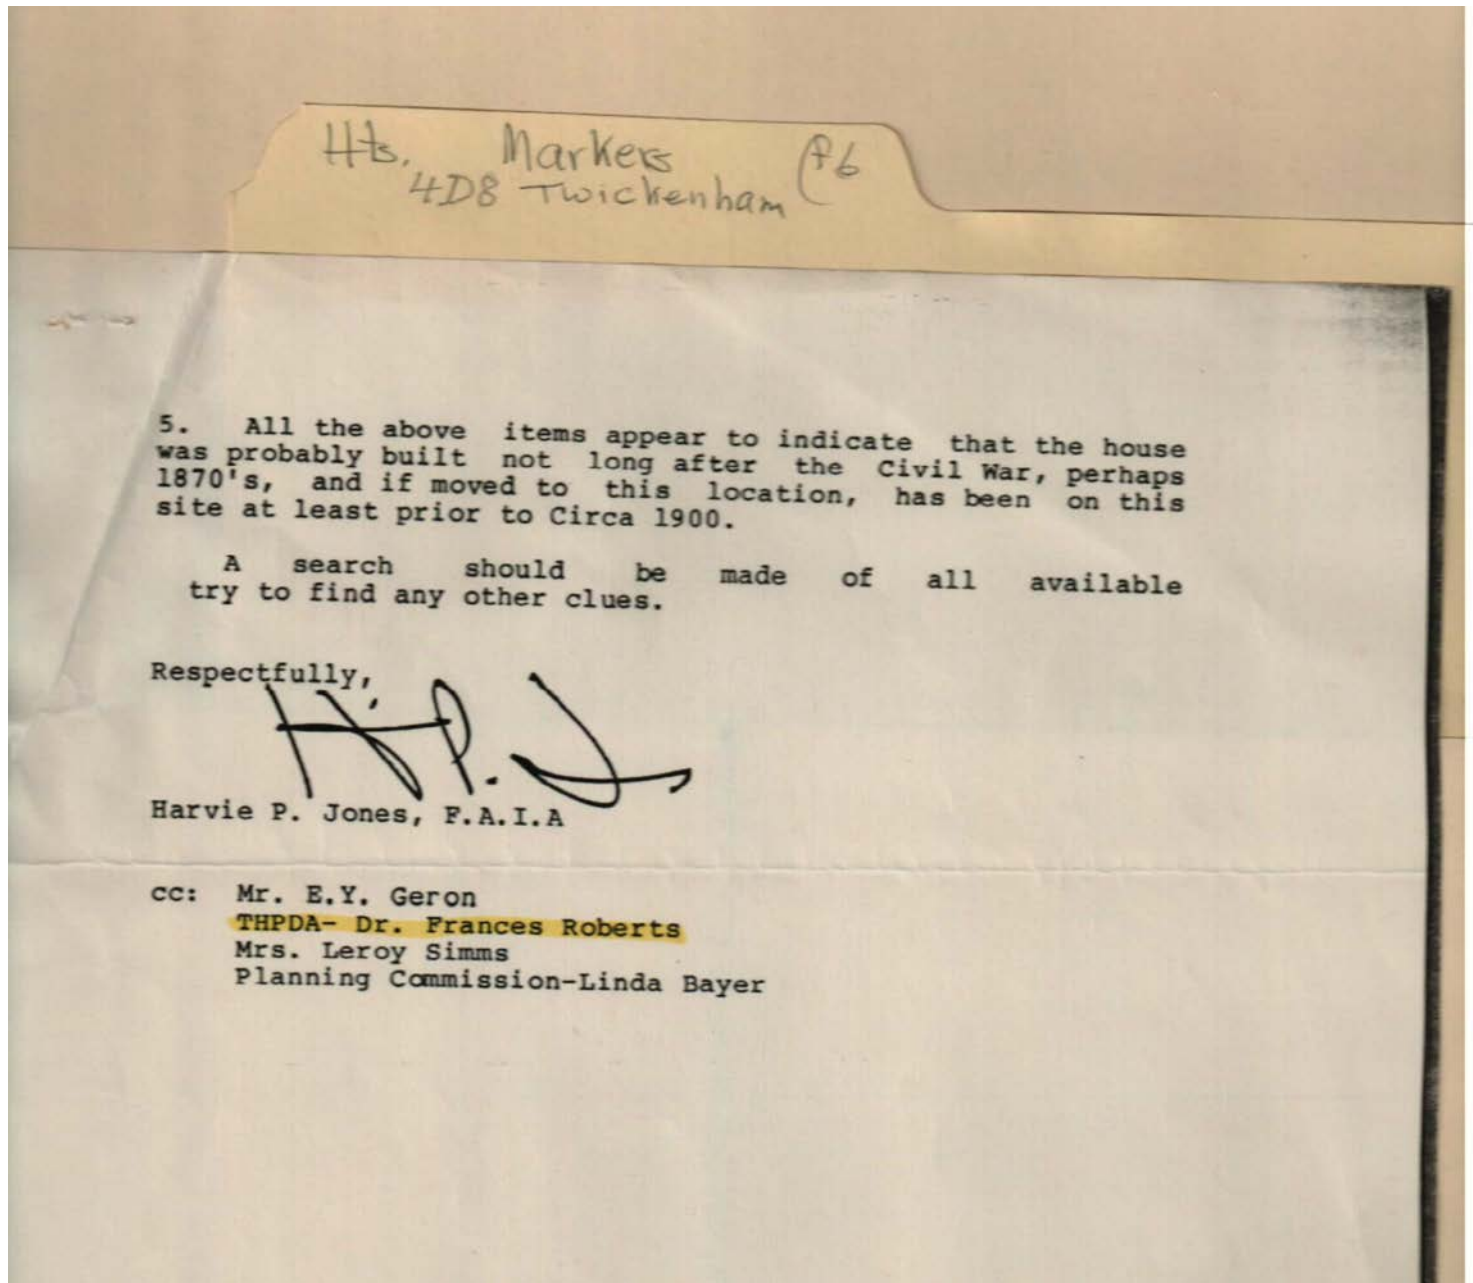 Hts. Markers (f6
4D8 Twickenham
5. All the above items appear to indicate that the house
was probably built not long after the Civil War, perhaps
1870's, and if moved to this location, has been on this
site at least prior to Circa 1900.
A search should be made of all available
try to find any other clues.
Respectfully,
H.P. J
Harvie P. Jones, F.A.I.A
cc: Mr. E.Y. Geron
THPDA- Dr. Frances Roberts
Mrs. Leroy Simms
Planning Commission-Linda Bayer